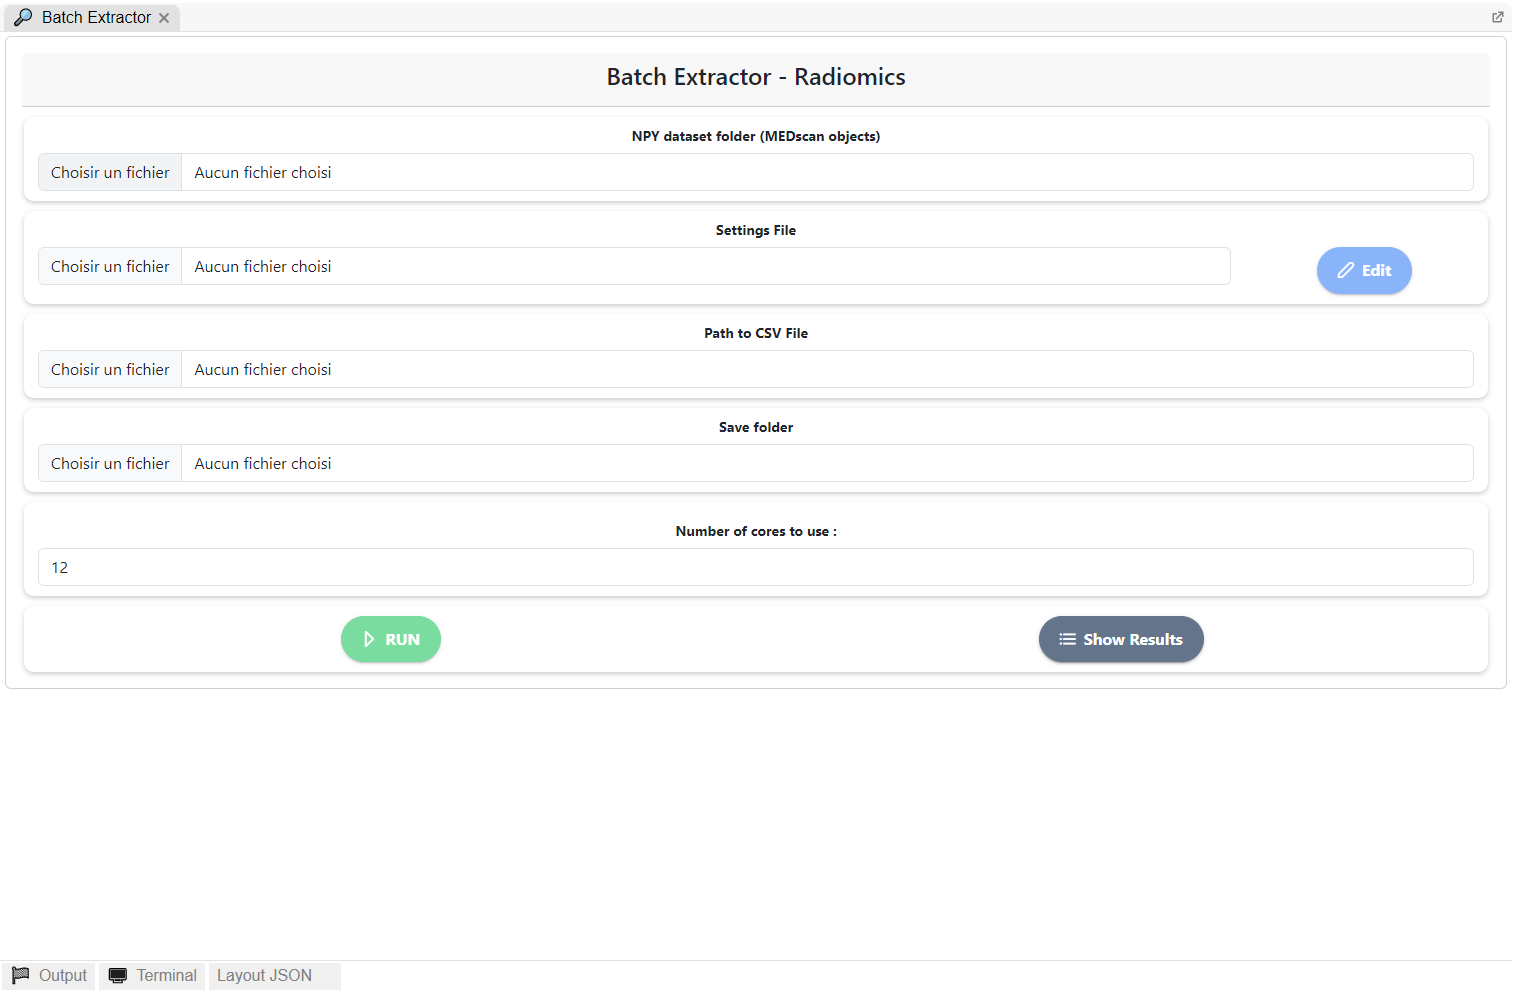 Batch Extractor
Batch Extractor - Radiomics
NPY dataset folder (MEDscan objects)
Choisir un fichier Aucun fichier choisi
Settings File
Choisir un fichier Aucun fichier choisi
Edit
Path to CSV File
Choisir un fichier Aucun fichier choisi
Save folder
Choisir un fichier Aucun fichier choisi
Number of cores to use :
12
RUN Show Results
Output Terminal Layout JSON